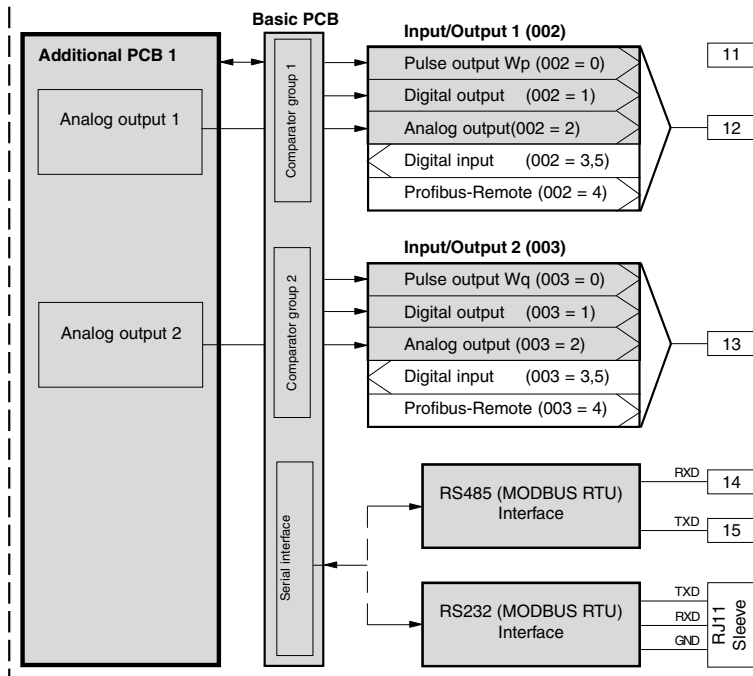 Basic PCB
Additional PCB 1
Analog output 1
Analog output 2
Comparator group 1
Comparator group 2
Serial interface
Input/Output 1 (002)
Pulse output Wp (002 = 0)
Digital output (002 = 1)
Analog output(002 = 2)
Digital input (002 = 3,5)
Profibus-Remote (002 = 4)
11
12
Input/Output 2 (003)
Pulse output Wq (003 = 0)
Digital output (003 = 1)
Analog output (003 = 2)
Digital input (003 = 3,5)
Profibus-Remote (003 = 4)
13
RS485 (MODBUS RTU)
Interface
RXD
14
TXD
15
RS232 (MODBUS RTU)
Interface
TXD
RXD
GND
RJ11
Sleeve